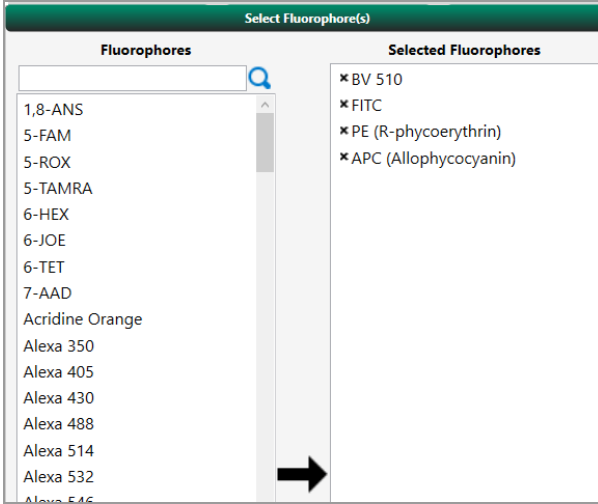 Select Fluorophore(s)
Fluorophores
1,8-ANS
5-FAM
5-ROX
5-TAMRA
6-HEX
6-JOE
6-TET
7-AAD
Acridine Orange
Alexa 350
Alexa 405
Alexa 430
Alexa 488
Alexa 514
Alexa 532
Alexa 546
Selected Fluorophores
×BV 510
×FITC
×PE (R-phycoerythrin)
×APC (Allophycocyanin)